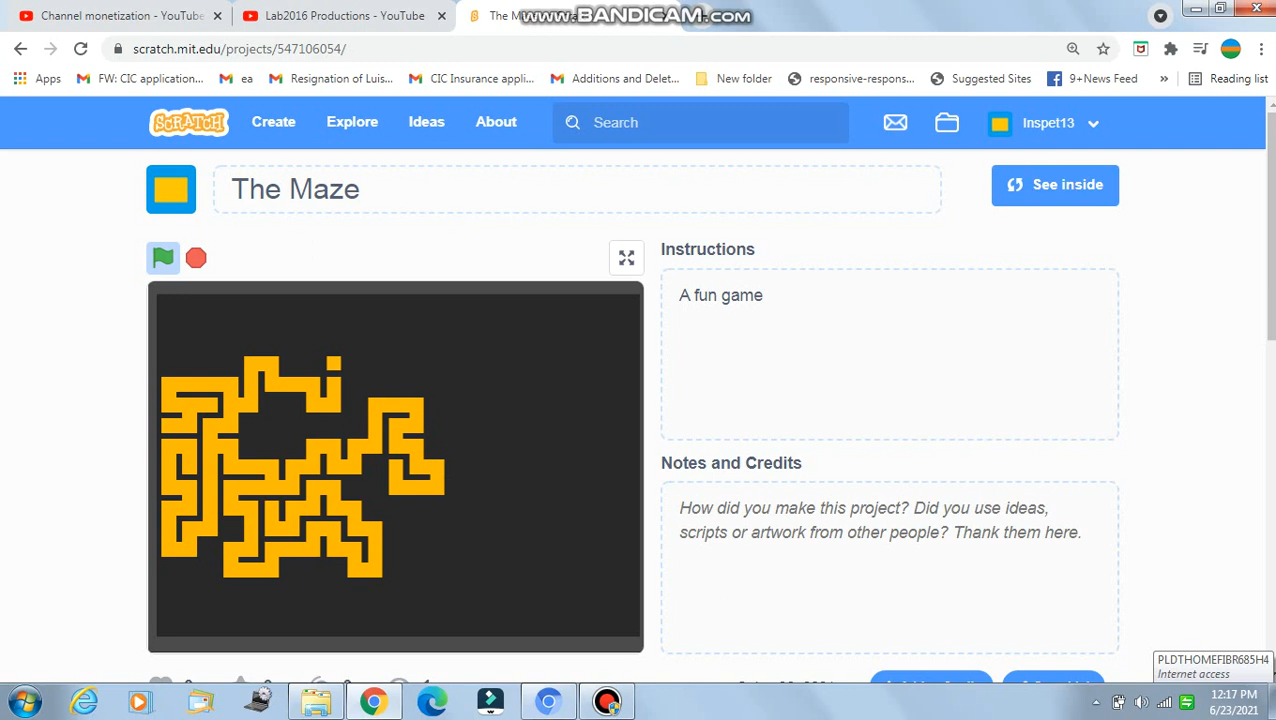 Channel monetization - YouTube
Lab2016 Productions - YouTube
The M
www.BANDICAM.com
scratch.mit.edu/projects/547106054/
Apps
FW: CIC application...
ea
Resignation of Luis...
CIC Insurance appli...
Additions and Delet...
New folder
responsive-respons...
Suggested Sites
9+News Feed
»
Reading list
SCRATCH
Create
Explore
Ideas
About
Search
Inspet13
The Maze
See inside
Instructions
A fun game
Notes and Credits
How did you make this project? Did you use ideas,
scripts or artwork from other people? Thank them here.
PLDTHOMEFIBR685H4
Internet access
12:17 PM
6/23/2021